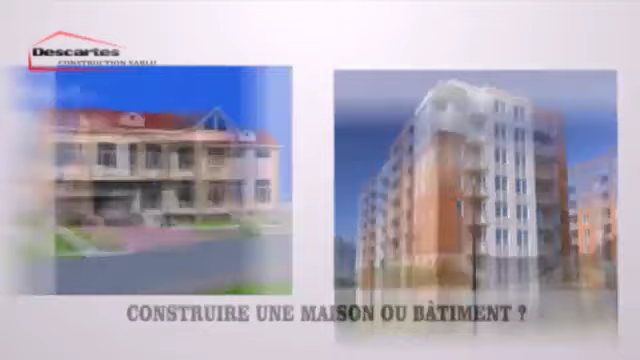 Descartes
CONSTRUCTION SARLU
CONSTRUIRE UNE MAISON OU BÂTIMENT ?